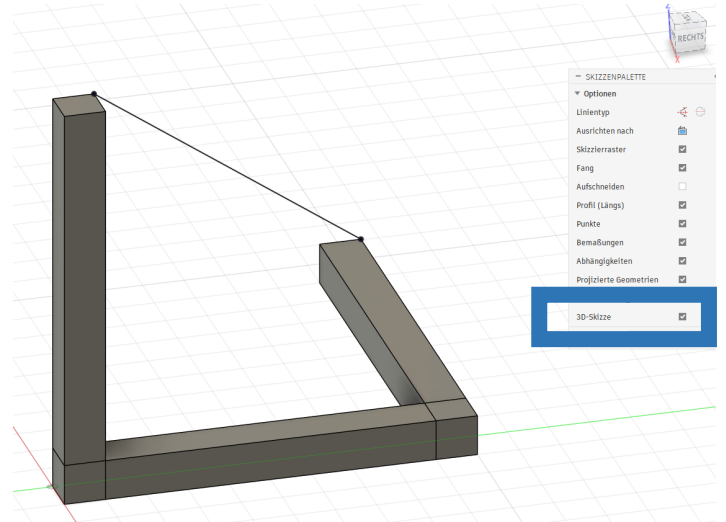 Z
RECHTS
X
SKIZZENPALETTE
Optionen
Linientyp
Ausrichten nach
Skizzierraster
Fang
Aufschneiden
Profil (Längs)
Punkte
Bemaßungen
Abhängigkeiten
Projizierte Geometrien
3D-Skizze